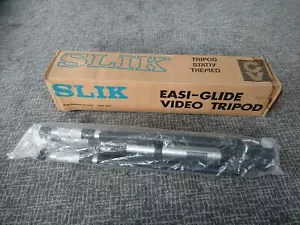 SLIK
TRIPOD
STATIV
TREPIED
SLIK
EASI-GLIDE
VIDEO TRIPOD